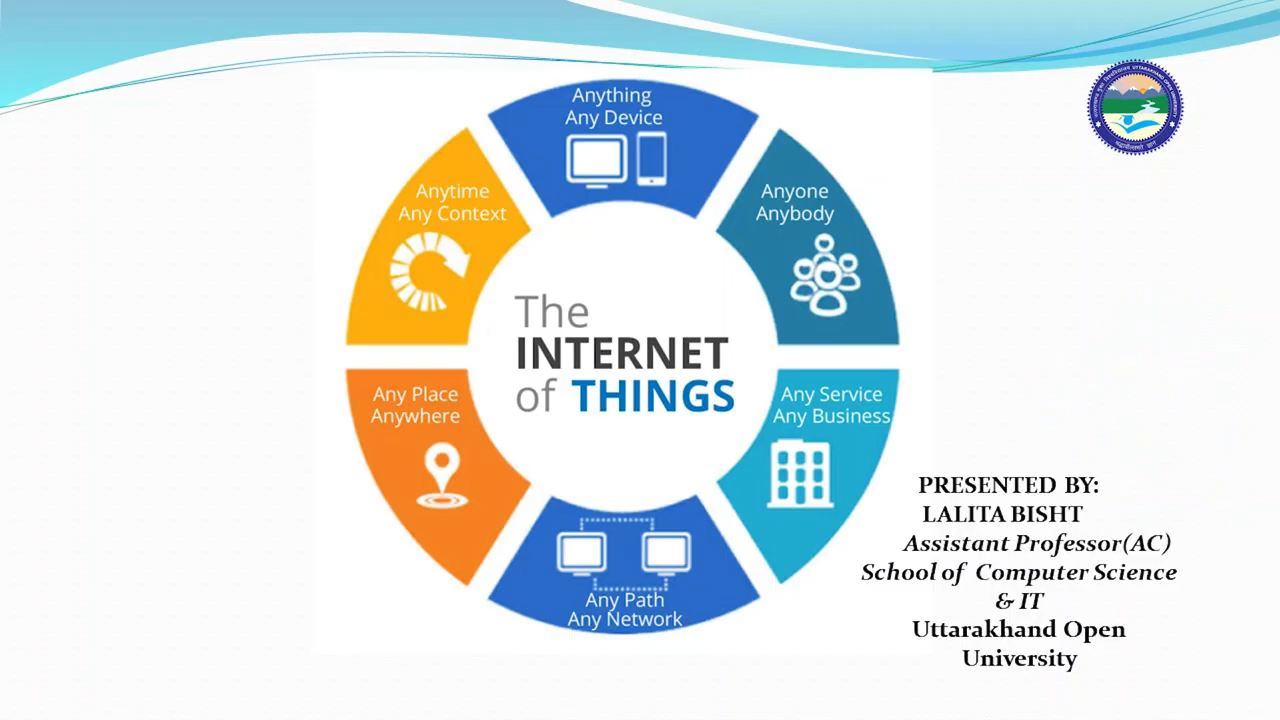 Anything
Any Device
Anytime
Any Context
Anyone
Anybody
The
INTERNET
of THINGS
Any Place
Anywhere
Any Service
Any Business
Any Path
Any Network
PRESENTED BY:
LALITA BISHT
Assistant Professor(AC)
School of Computer Science
& IT
Uttarakhand Open
University
UTTARAKHAND OPEN